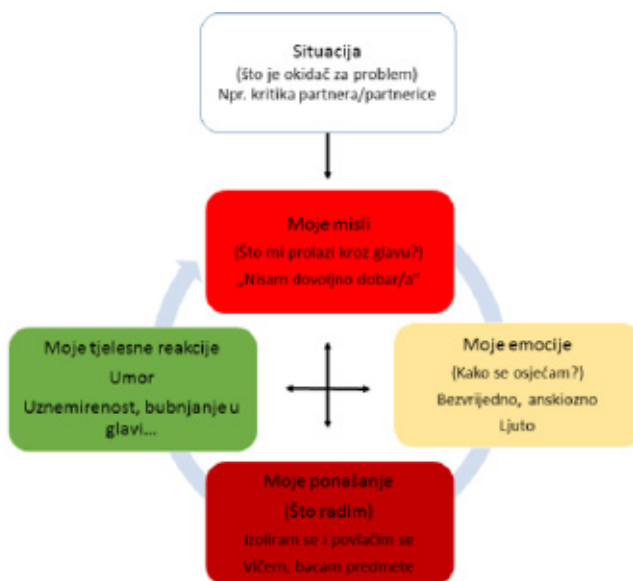 Situacija
(što je okidač za problem)
Npr. kritika partnera/partnerice
Moje misli
(Što mi prolazi kroz glavu?)
„Nisam dovoljno dobar/a"
Moje tjelesne reakcije
Umor
Uznemirenost, bubnjanje u
glavi...
Moje emocije
(Kako se osjećam?)
Bezvrijedno, anskiozno
Ljuto
Moje ponašanje
(Što radim)
Izoliram se i povlačim se
Vičem, bacam predmete